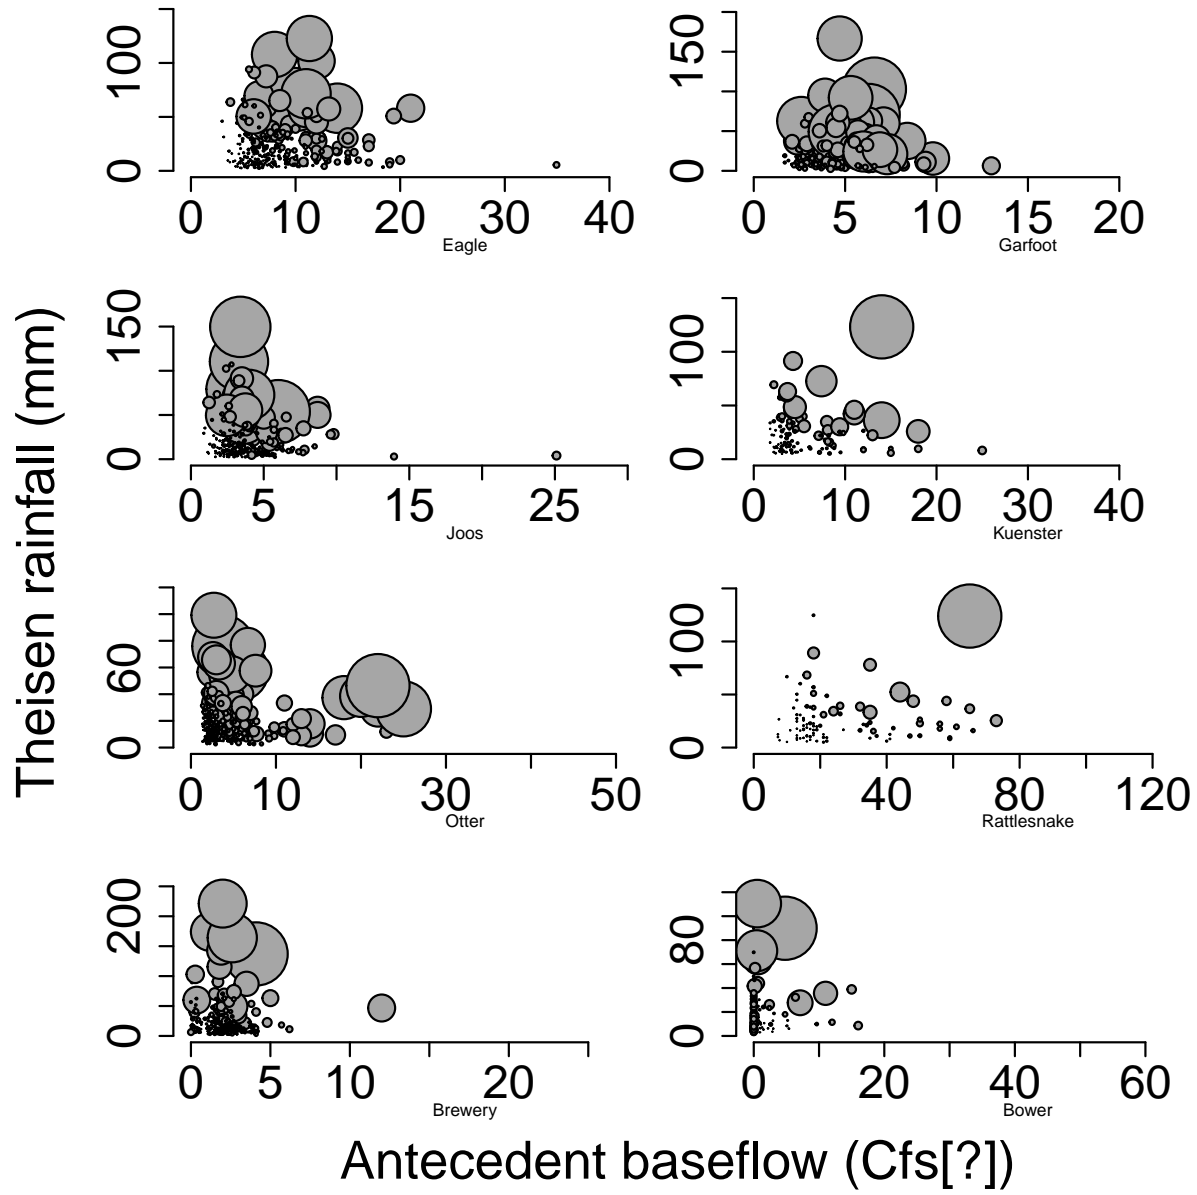 Theisen rainfall (mm)
0 100
0 10 20 30 40
Eagle
0 150
0 5 10 15 20
Garfoot
0 150
0 5 15 25
Joos
0 100
0 10 20 30 40
Kuenster
0 60
0 10 30 50
Otter
0 100
0 40 80 120
Rattlesnake
0 200
0 5 10 20
Brewery
0 80
0 20 40 60
Bower
Antecedent baseflow (Cfs[?])